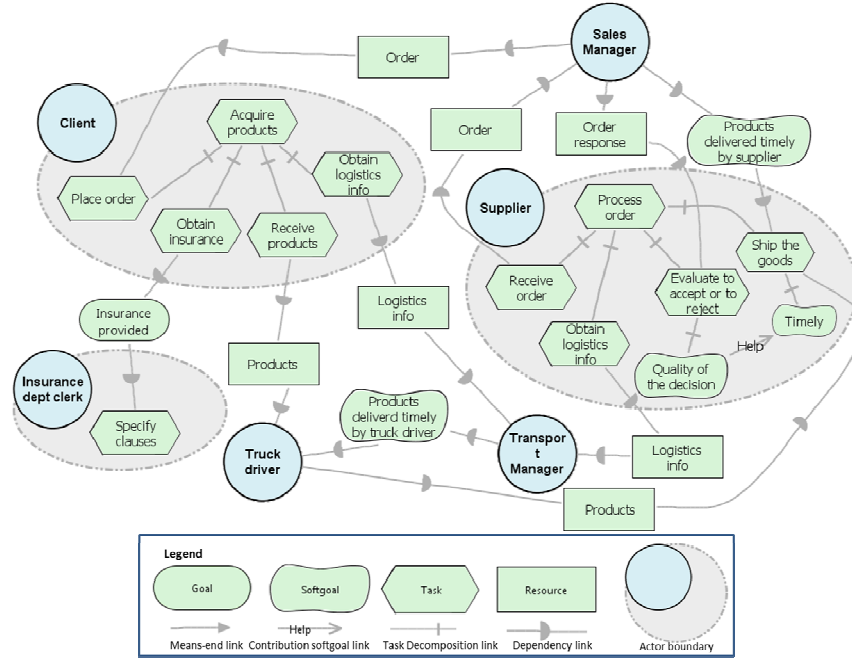 Sales
Manager
Order
Client
Acquire
products
Order
Order
response
Products
delivered timely
by supplier
Obtain
logistics
info
Place order
Supplier
Process
order
Obtain
insurance
Receive
products
Ship the
goods
Receive
order
Evaluate to
accept or to
reject
Insurance
provided
Logistics
info
Timely
Obtain
logistics
info
Help
Products
Quality of
the decision
Insurance
dept clerk
Specify
clauses
Products
deliverd timely
by truck driver
Truck
driver
Transpor
t
Manager
Logistics
info
Products
Legend
Goal
Softgoal
Task
Resource
Help
Means-end link
Contribution softgoal link
Task Decomposition link
Dependency link
Actor boundary